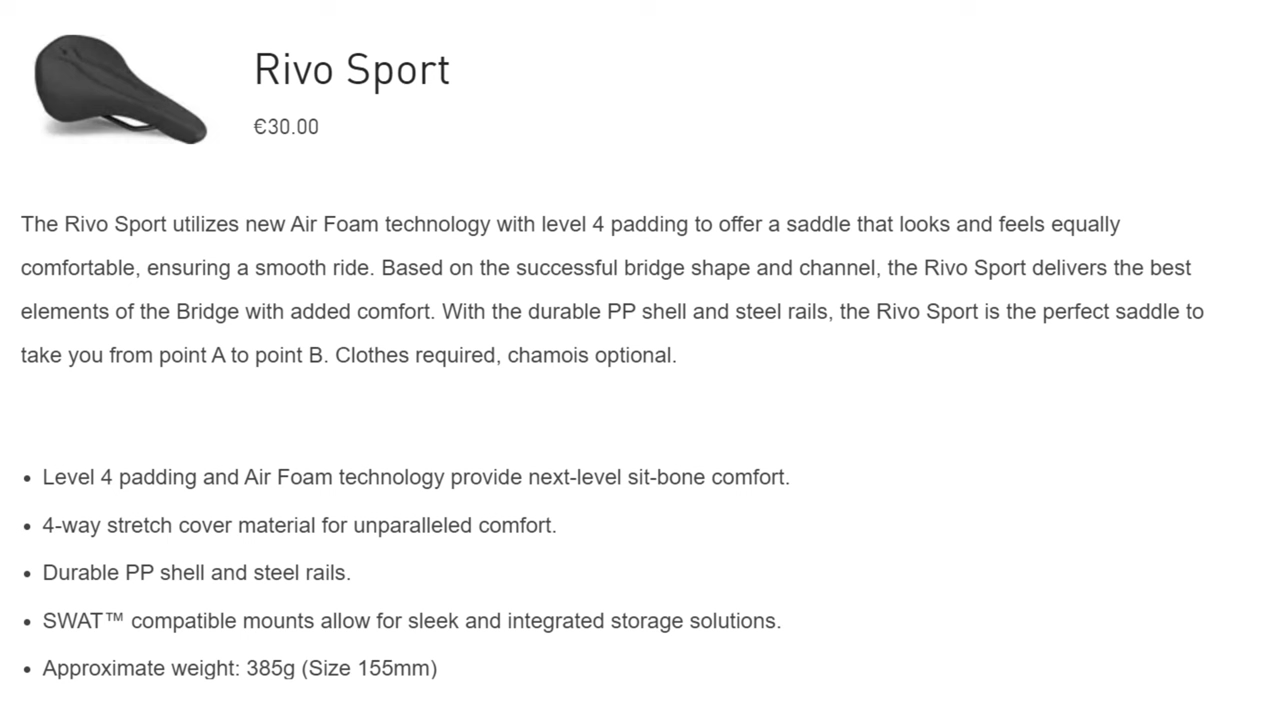 Rivo Sport
€30.00
The Rivo Sport utilizes new Air Foam technology with level 4 padding to offer a saddle that looks and feels equally
comfortable, ensuring a smooth ride. Based on the successful bridge shape and channel, the Rivo Sport delivers the best
elements of the Bridge with added comfort. With the durable PP shell and steel rails, the Rivo Sport is the perfect saddle to
take you from point A to point B. Clothes required, chamois optional.
• Level 4 padding and Air Foam technology provide next-level sit-bone comfort.
• 4-way stretch cover material for unparalleled comfort.
• Durable PP shell and steel rails.
• SWAT™ compatible mounts allow for sleek and integrated storage solutions.
• Approximate weight: 385g (Size 155mm)